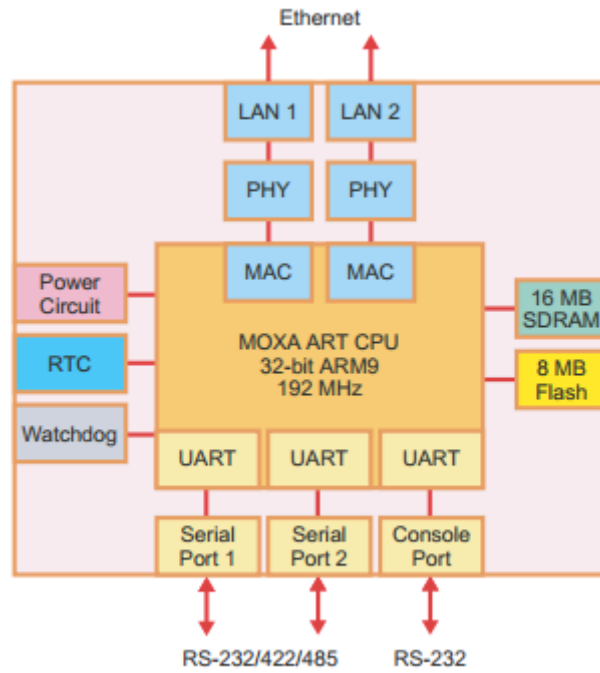 Ethernet
LAN 1
LAN 2
PHY
PHY
MAC
MAC
Power
Circuit
RTC
Watchdog
MOXA ART CPU
32-bit ARM9
192 MHz
16 MB
SDRAM
8 MB
Flash
UART
UART
UART
Serial
Port 1
Serial
Port 2
Console
Port
RS-232/422/485
RS-232